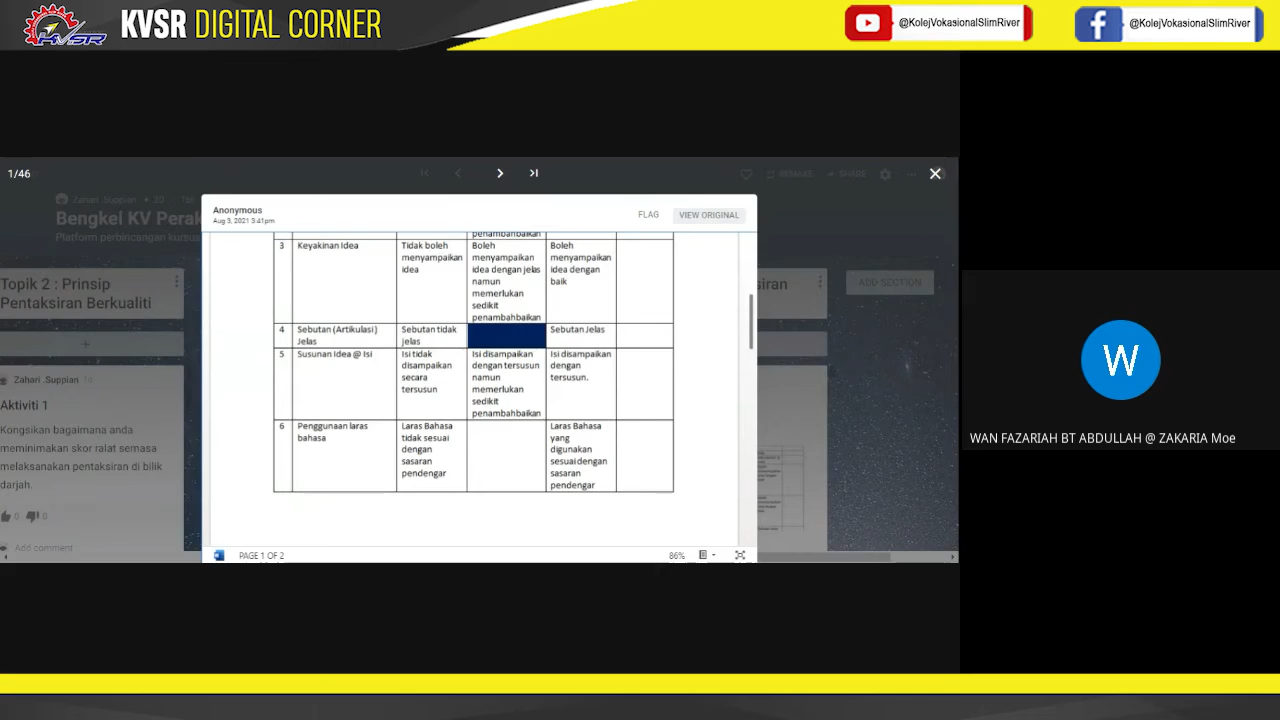 KVSR
KVSR DIGITAL CORNER
@KolejVokasionalSlimRiver
@KolejVokasionalSlimRiver
1/46
REMAKE
SHARE
Zahari .Suppian
Bengkel KV Perak
Platform perbincangan kursus
Anonymous
Aug 3, 2021 3:41pm
FLAG
VIEW ORIGINAL
Topik 2 : Prinsip
Pentaksiran Berkualiti
ADD SECTION
Zahari .Suppian
Aktiviti 1
Kongsikan bagaimana anda
meminimakan skor ralat semasa
melaksanakan pentaksiran di bilik
darjah.
0 0
Add comment
penambahbaikan
3 Keyakinan Idea
Tidak boleh
menyampaikan
idea
Boleh
menyampaikan
idea dengan jelas
namun
memerlukan
sedikit
penambahbaikan
Boleh
menyampaikan
idea dengan
baik
4 Sebutan (Artikulasi)
Jelas
Sebutan tidak
jelas
Sebutan Jelas
5 Susunan Idea @ Isi
Isi tidak
disampaikan
secara
tersusun
Isi disampaikan
dengan tersusun
namun
memerlukan
sedikit
penambahbaikan
Isi disampaikan
dengan
tersusun.
6 Penggunaan laras
bahasa
Laras Bahasa
tidak sesuai
dengan
sasaran
pendengar
Laras Bahasa
yang
digunakan
sesuai dengan
sasaran
pendengar
PAGE 1 OF 2
86%
W
WAN FAZARIAH BT ABDULLAH @ ZAKARIA Moe